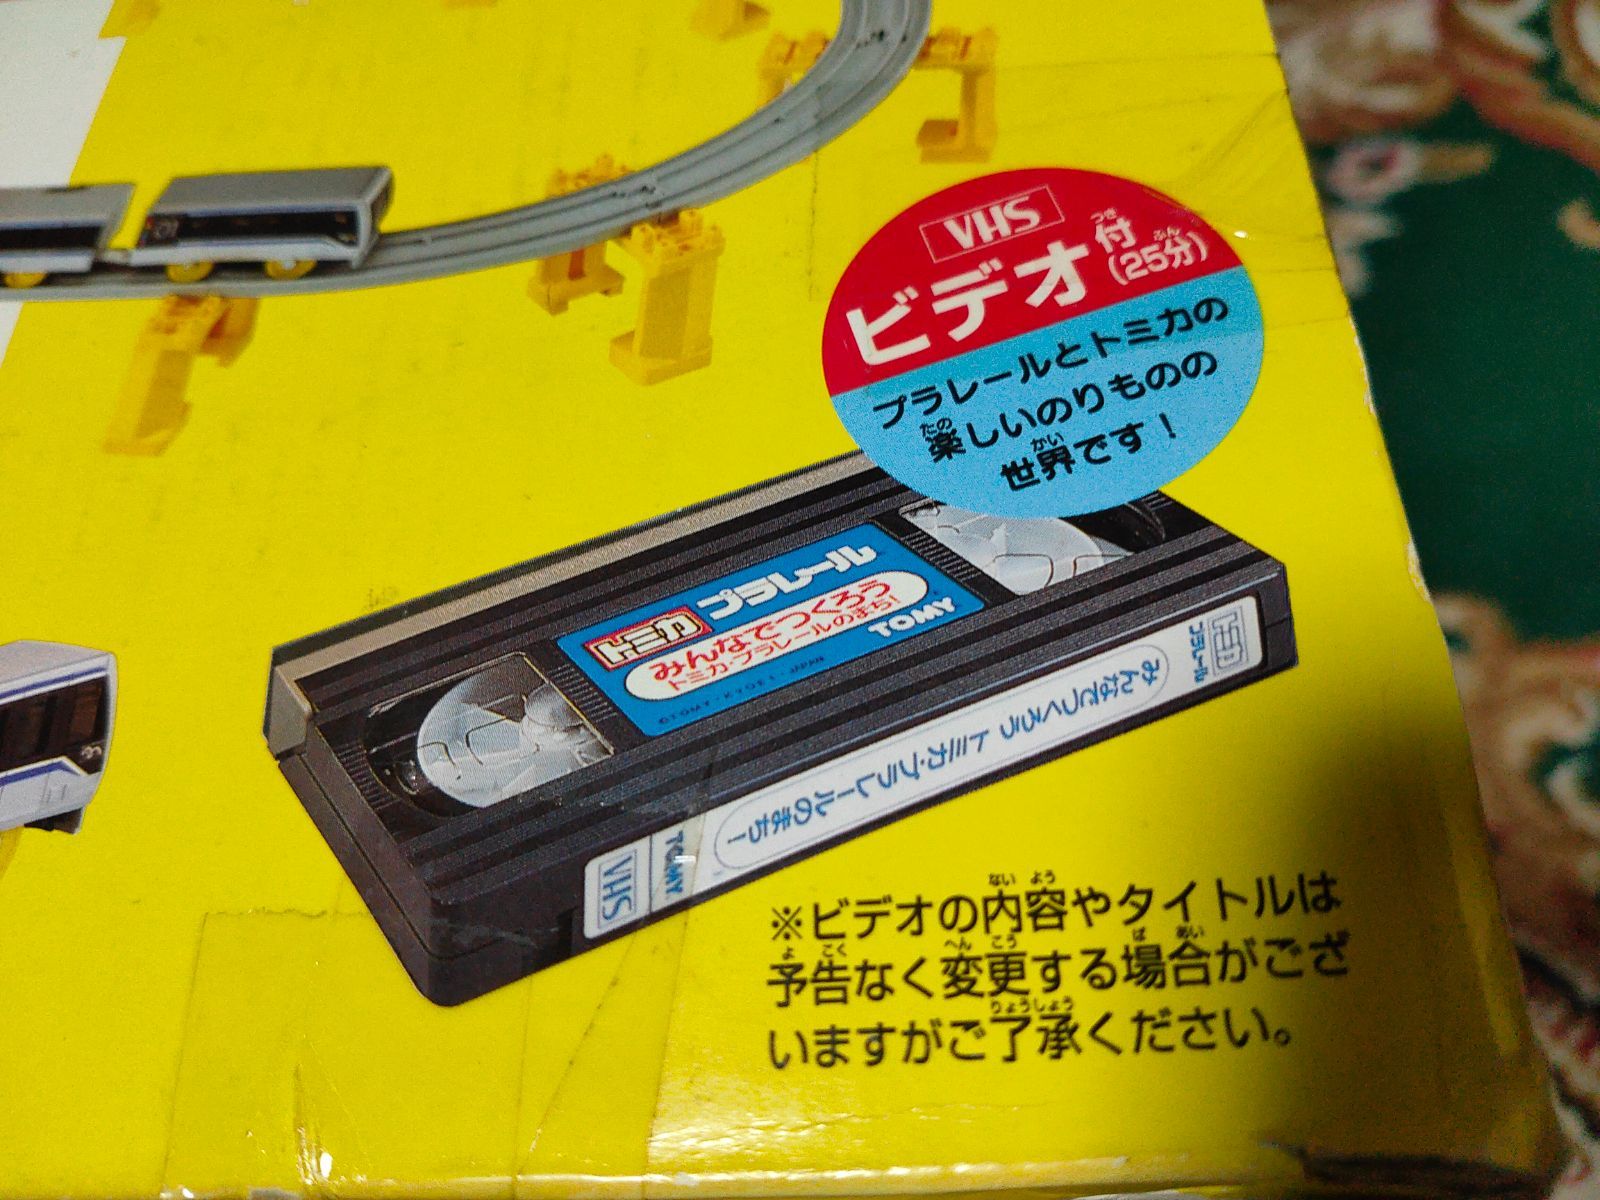 VHS
ビデオ付(25分)
プラレールとトミカの
楽しいのりものの
世界です!
トミカ プラレール
みんなでつくろう
トミカ・プラレールのまち!
TOMY
©TOMY・KYOEI・JAPAN
トミカ
プラレール
みんなでつくろう トミカ・プラレールのまち!
TOMY
VHS
※ビデオの内容やタイトルは
予告なく変更する場合がござ
いますがご了承ください。